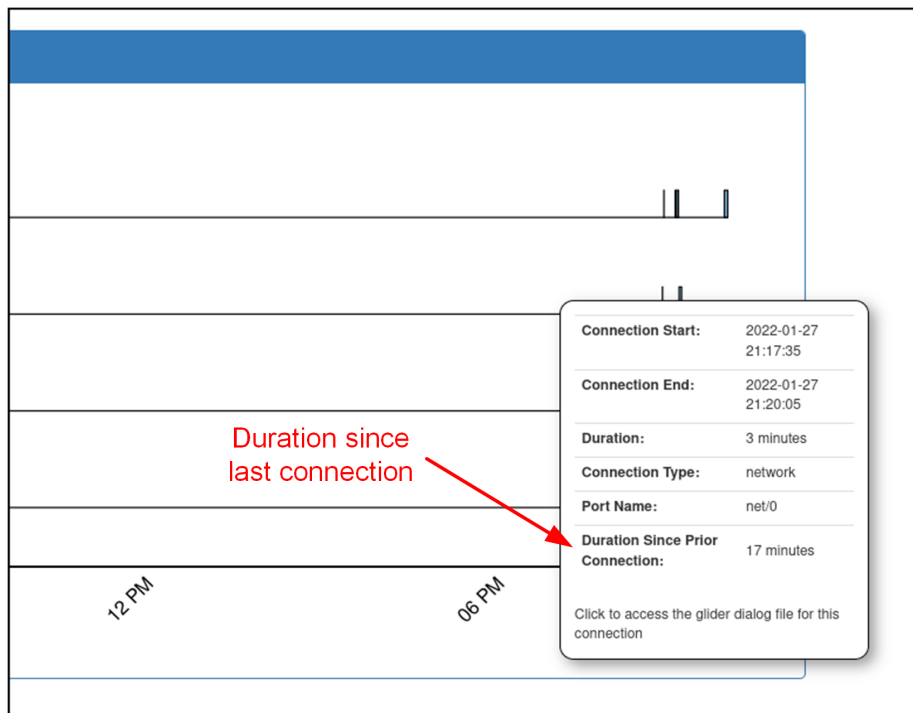 Connection Start: 2022-01-27
21:17:35
Connection End: 2022-01-27
21:20:05
Duration: 3 minutes
Connection Type: network
Port Name: net/0
Duration Since Prior
Connection: 17 minutes
Click to access the glider dialog file for this
connection
Duration since
last connection
12 PM
06 PM